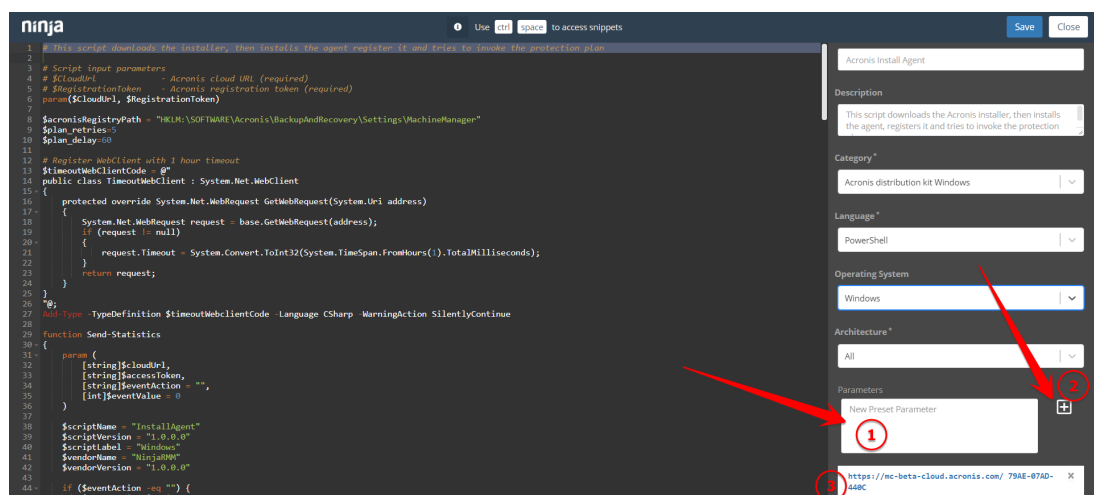 ninja
Use ctrl space to access snippets
Save
Close
1 # This script downloads the installer, then installs the agent register it and tries to invoke the protection plan
2
3 # Script input parameters
4 # $CloudUrl - Acronis cloud URL (required)
5 # $RegistrationToken - Acronis registration token (required)
6 param($CloudUrl, $RegistrationToken)
7
8 $acronisRegistryPath = "HKLM:\SOFTWARE\Acronis\BackupAndRecovery\Settings\MachineManager"
9 $plan_retries=5
10 $plan_delay=60
11
12 # Register WebClient with 1 hour timeout
13 $timeoutWebClientCode = @"
14 public class TimeoutWebClient : System.Net.WebClient
15 {
16 protected override System.Net.WebRequest GetWebRequest(System.Uri address)
17 {
18 System.Net.WebRequest request = base.GetWebRequest(address);
19 if (request != null)
20 {
21 request.Timeout = System.Convert.ToInt32(System.TimeSpan.FromHours(1).TotalMilliseconds);
22 }
23 return request;
24 }
25 }
26 "@;
27 Add-Type -TypeDefinition $timeoutWebclientCode -Language CSharp -WarningAction SilentlyContinue
28
29 function Send-Statistics
30 {
31 param (
32 [string]$cloudUrl,
33 [string]$accessToken,
34 [string]$eventAction = "",
35 [int]$eventValue = 0
36 )
37
38 $scriptName = "InstallAgent"
39 $scriptVersion = "1.0.0.0"
40 $scriptLabel = "Windows"
41 $vendorName = "NinjaRMM"
42 $vendorVersion = "1.0.0.0"
43
44 if ($eventAction -eq "") {
Acronis Install Agent
Description
This script downloads the Acronis installer, then installs
the agent, registers it and tries to invoke the protection
Category *
Acronis distribution kit Windows
Language *
PowerShell
Operating System
Windows
Architecture *
All
Parameters
2
New Preset Parameter
1
3
https://mc-beta-cloud.acronis.com/ 79AE-07AD-
440C